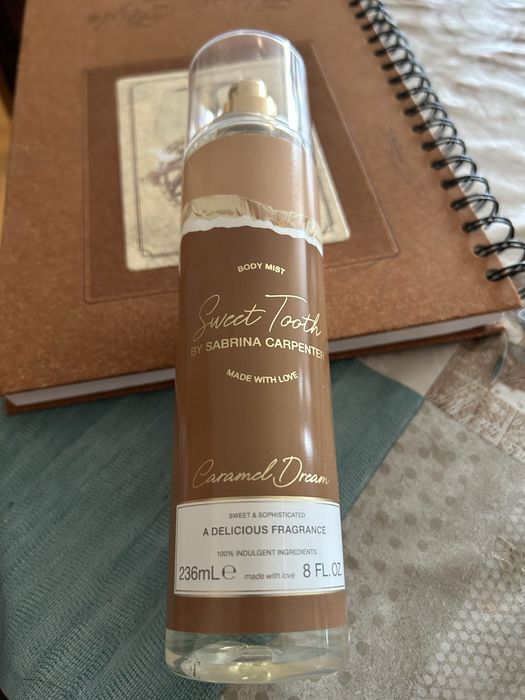 BODY MIST
Sweet Tooth
BY SABRINA CARPENTER
MADE WITH LOVE
Caramel Dream
SWEET & SOPHISTICATED
A DELICIOUS FRAGRANCE
100% INDULGENT INGREDIENTS
236mL℮ made with love 8 FL.OZ